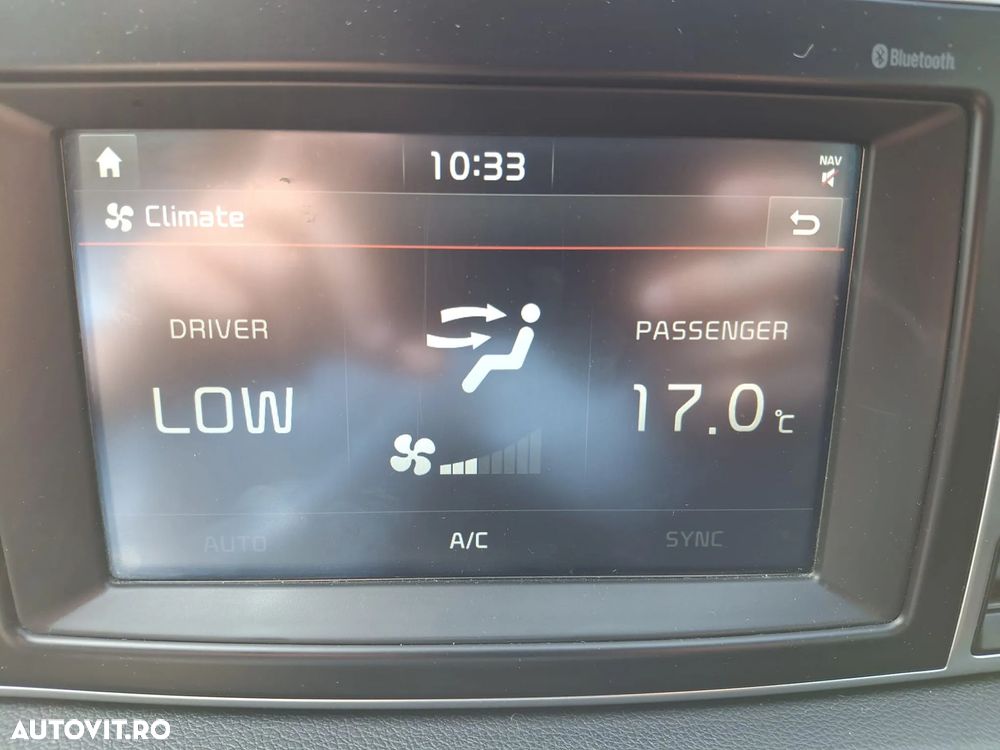 Bluetooth
10:33
NAV
Climate
DRIVER
PASSENGER
LOW
17.0 °C
AUTO
A/C
SYNC
AUTOVIT.RO